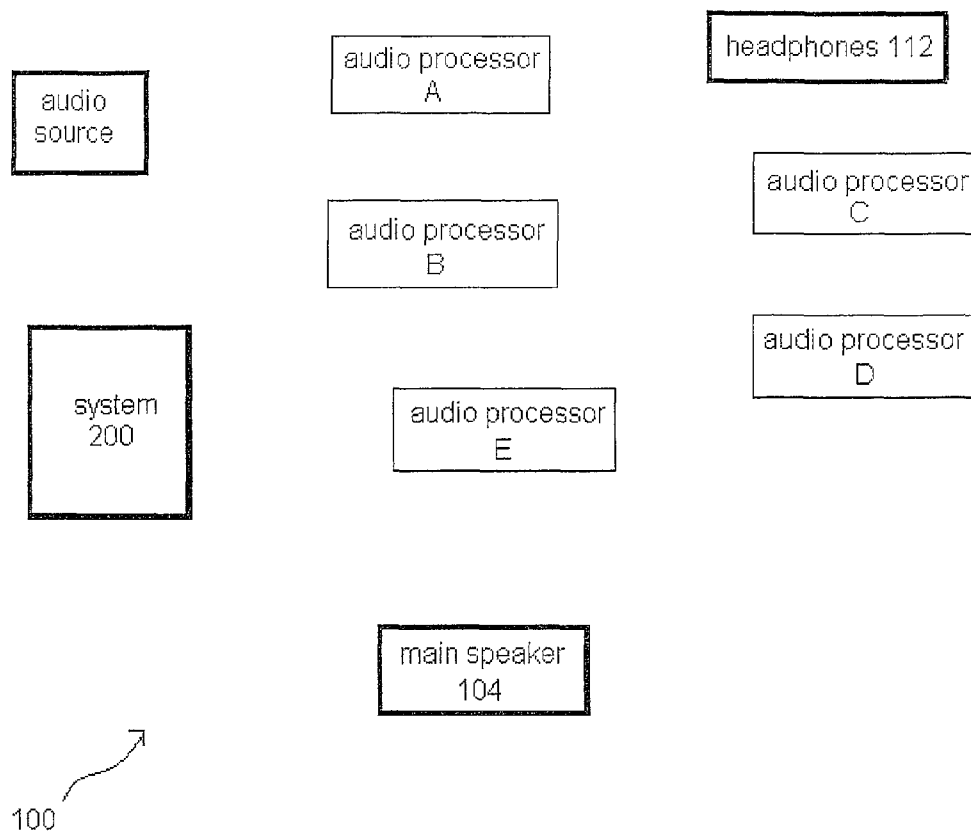 audio processor
A
headphones 112
audio
source
audio processor
C
audio processor
B
audio processor
D
system
200
audio processor
E
main speaker
104
100